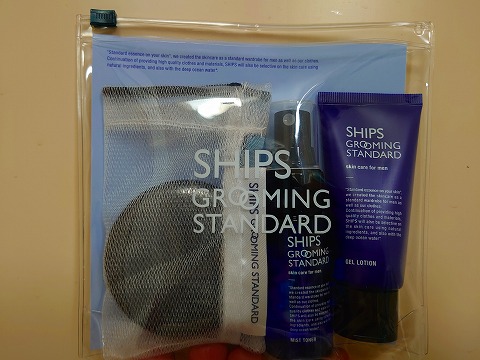 "Standard essence on your skin", we created the skincare as a standard wardrobe for men as well as our clothes.
Continuation of providing high quality clothes and materials, SHIPS will also be selective on the skin care using
natural ingredients, and also with the deep ocean water".
SHIPS
GROOMING
STANDARD
SHIPS GROOMING STANDARD
SHIPS
GROOMING
STANDARD
skin care for men
MIST TONER
SHIPS
GROOMING
STANDARD
skin care for men
"Standard essence on your skin",
we created the skincare as a
standard wardrobe for men as
well as our clothes.
Continuation of providing high
quality clothes and materials,
SHIPS will also be selective on
the skin care using natural
ingredients, and also with the
deep ocean water".
GEL LOTION